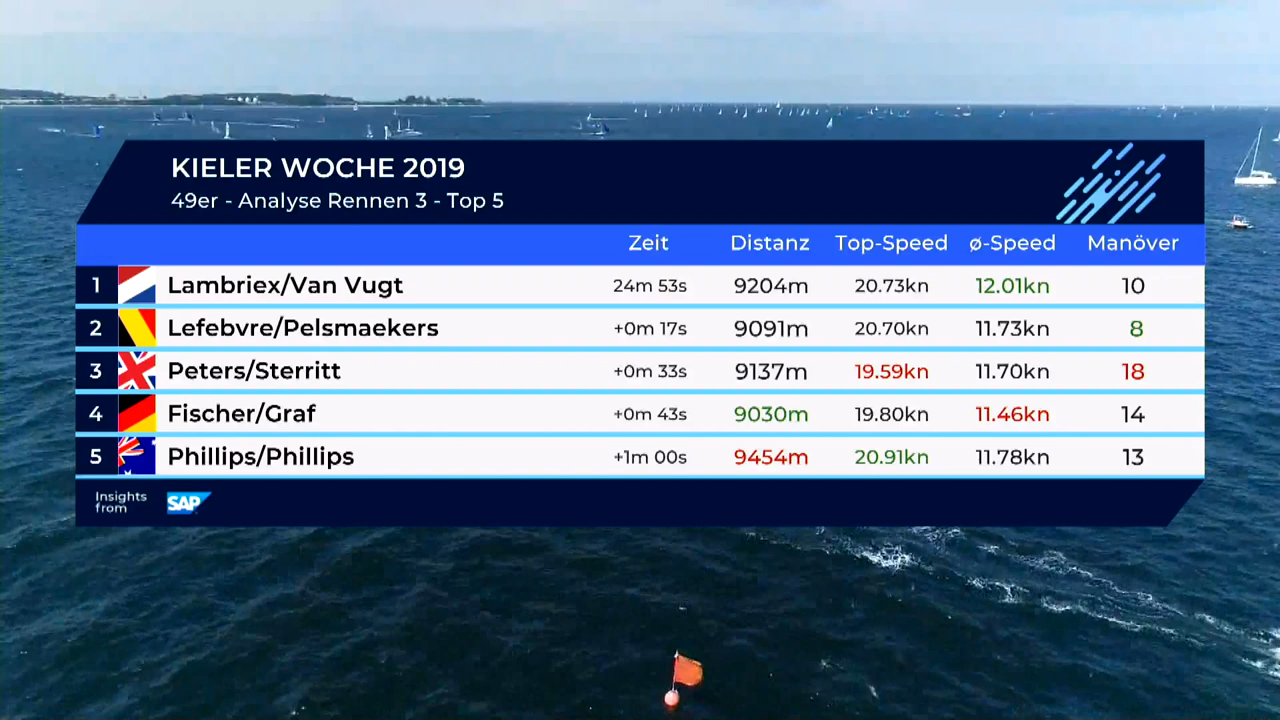 KIELER WOCHE 2019
49er - Analyse Rennen 3 - Top 5
Zeit Distanz Top-Speed ø-Speed Manöver
1 Lambriex/Van Vugt 24m 53s 9204m 20.73kn 12.01kn 10
2 Lefebvre/Pelsmaekers +0m 17s 9091m 20.70kn 11.73kn 8
3 Peters/Sterritt +0m 33s 9137m 19.59kn 11.70kn 18
4 Fischer/Graf +0m 43s 9030m 19.80kn 11.46kn 14
5 Phillips/Phillips +1m 00s 9454m 20.91kn 11.78kn 13
Insights
from SAP